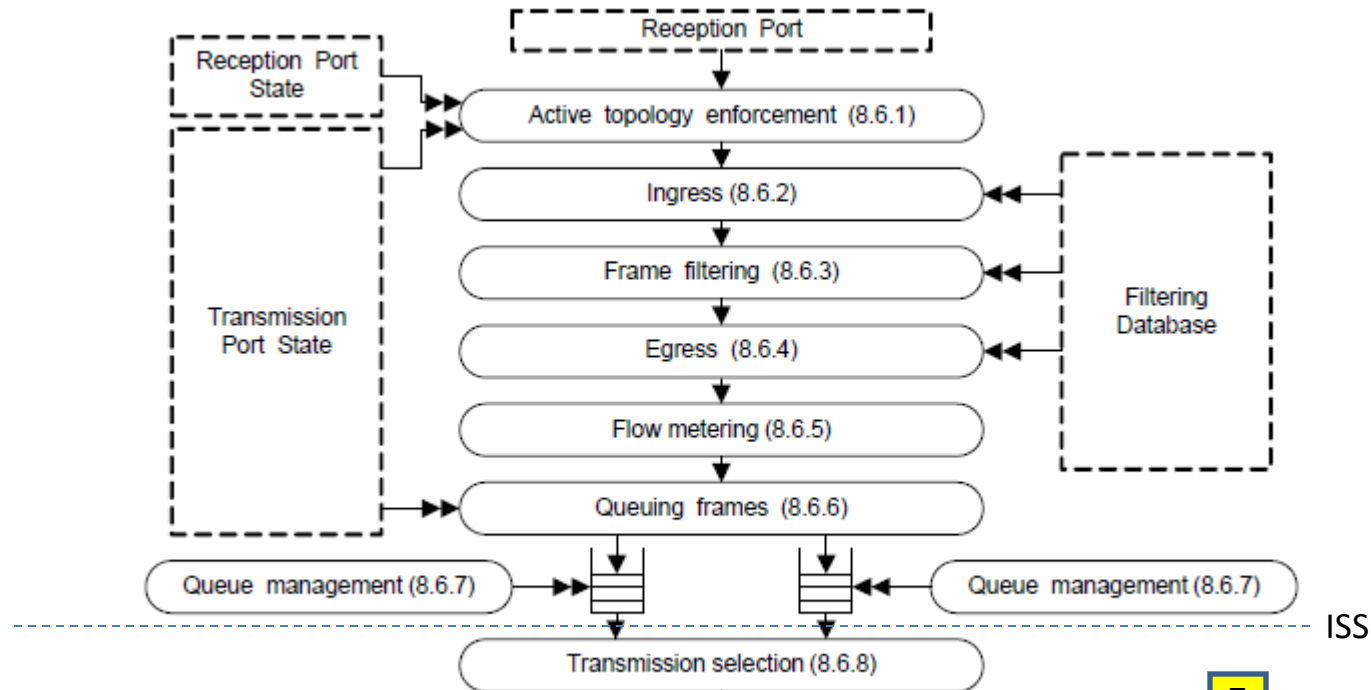 Reception Port
Reception Port
State
Active topology enforcement (8.6.1)
Ingress (8.6.2)
Frame filtering (8.6.3)
Transmission
Port State
Filtering
Database
Egress (8.6.4)
Flow metering (8.6.5)
Queuing frames (8.6.6)
Queue management (8.6.7)
Queue management (8.6.7)
ISS
Transmission selection (8.6.8)